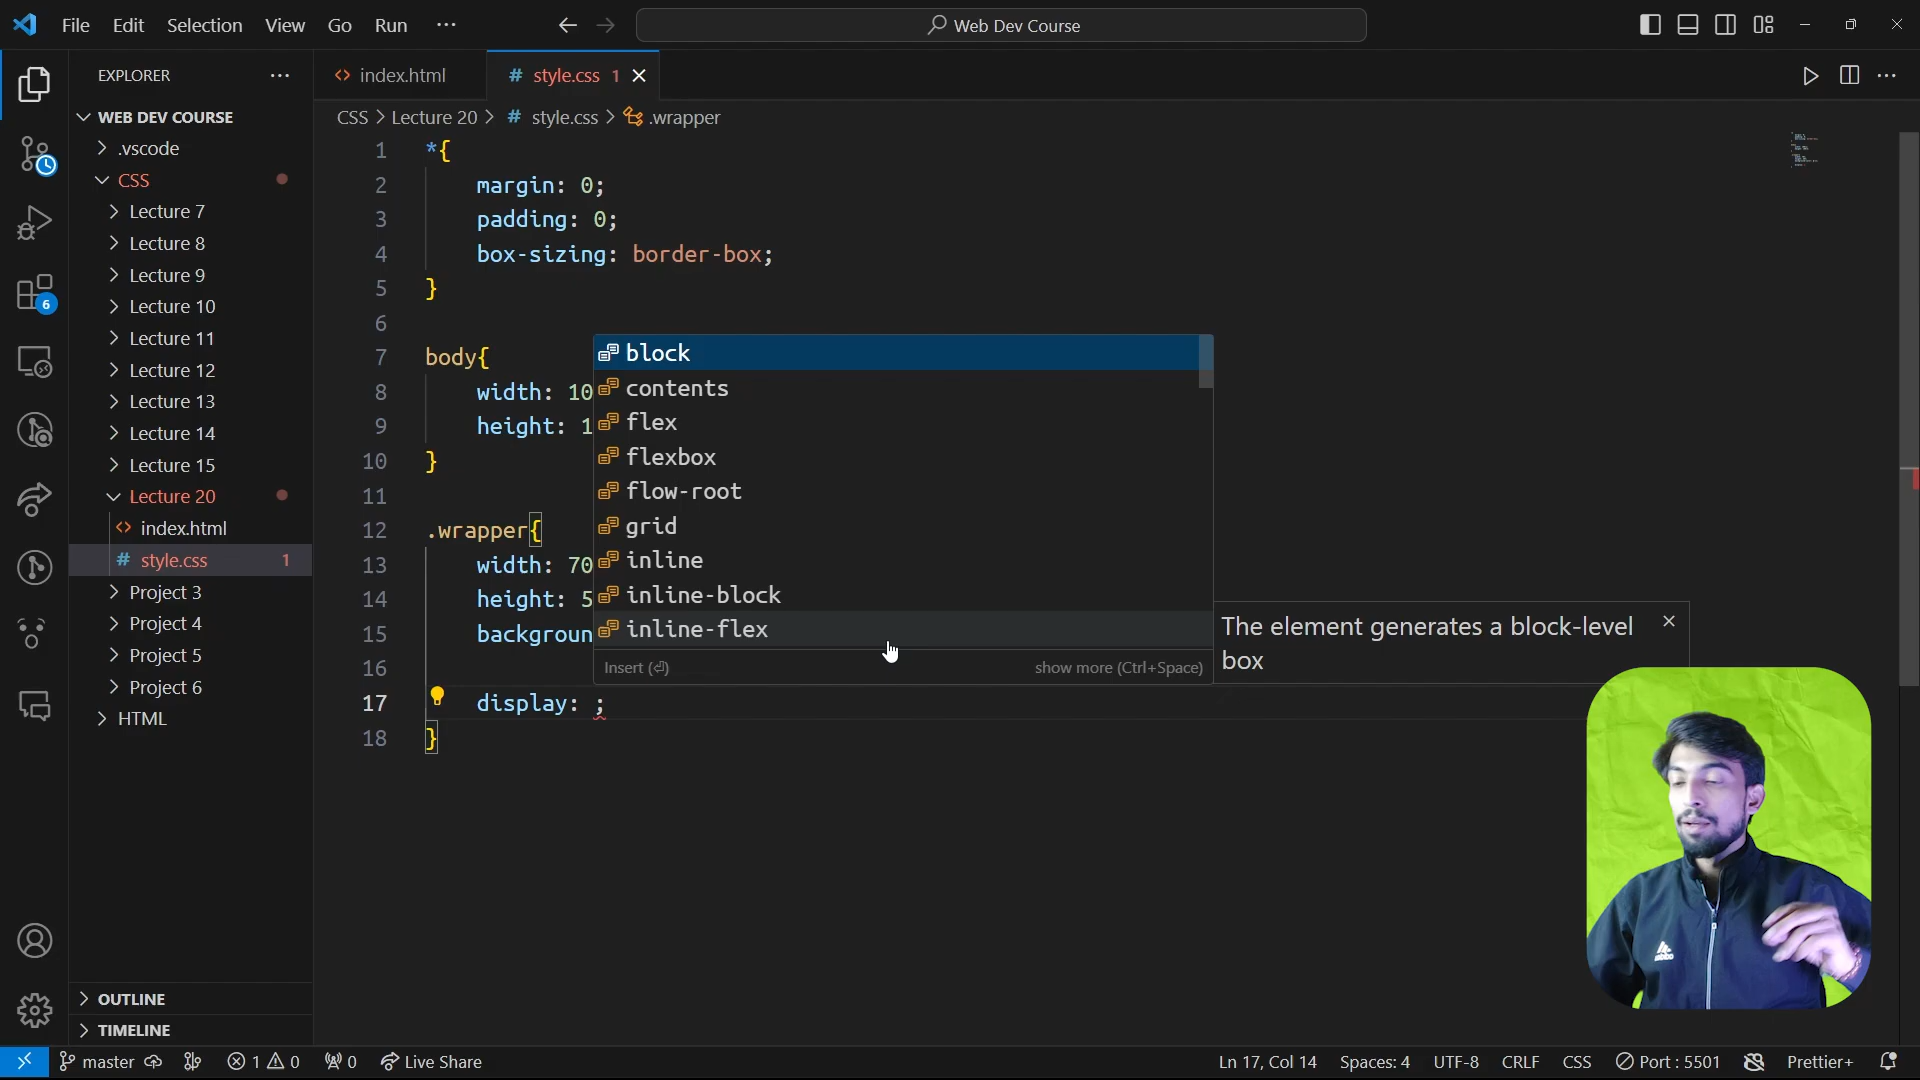 File Edit Selection View Go Run ···
Web Dev Course
EXPLORER ···
index.html
# style.css 1
WEB DEV COURSE
CSS > Lecture 20 > # style.css > .wrapper
.vscode
CSS
Lecture 7
Lecture 8
Lecture 9
Lecture 10
Lecture 11
Lecture 12
Lecture 13
Lecture 14
Lecture 15
Lecture 20
<> index.html
# style.css 1
Project 3
Project 4
Project 5
Project 6
HTML
OUTLINE
TIMELINE
6
1 *{
2 margin: 0;
3 padding: 0;
4 box-sizing: border-box;
5 }
6
7 body{
8 width: 10
9 height: 1
10 }
11
12 .wrapper{
13 width: 70
14 height: 5
15 backgroun
16
17 display: ;
18 }
block
contents
flex
flexbox
flow-root
grid
inline
inline-block
inline-flex
Insert (⏎) show more (Ctrl+Space)
The element generates a block-level
box
master 1 0 0 Live Share Ln 17, Col 14 Spaces: 4 UTF-8 CRLF CSS Port : 5501 Prettier+